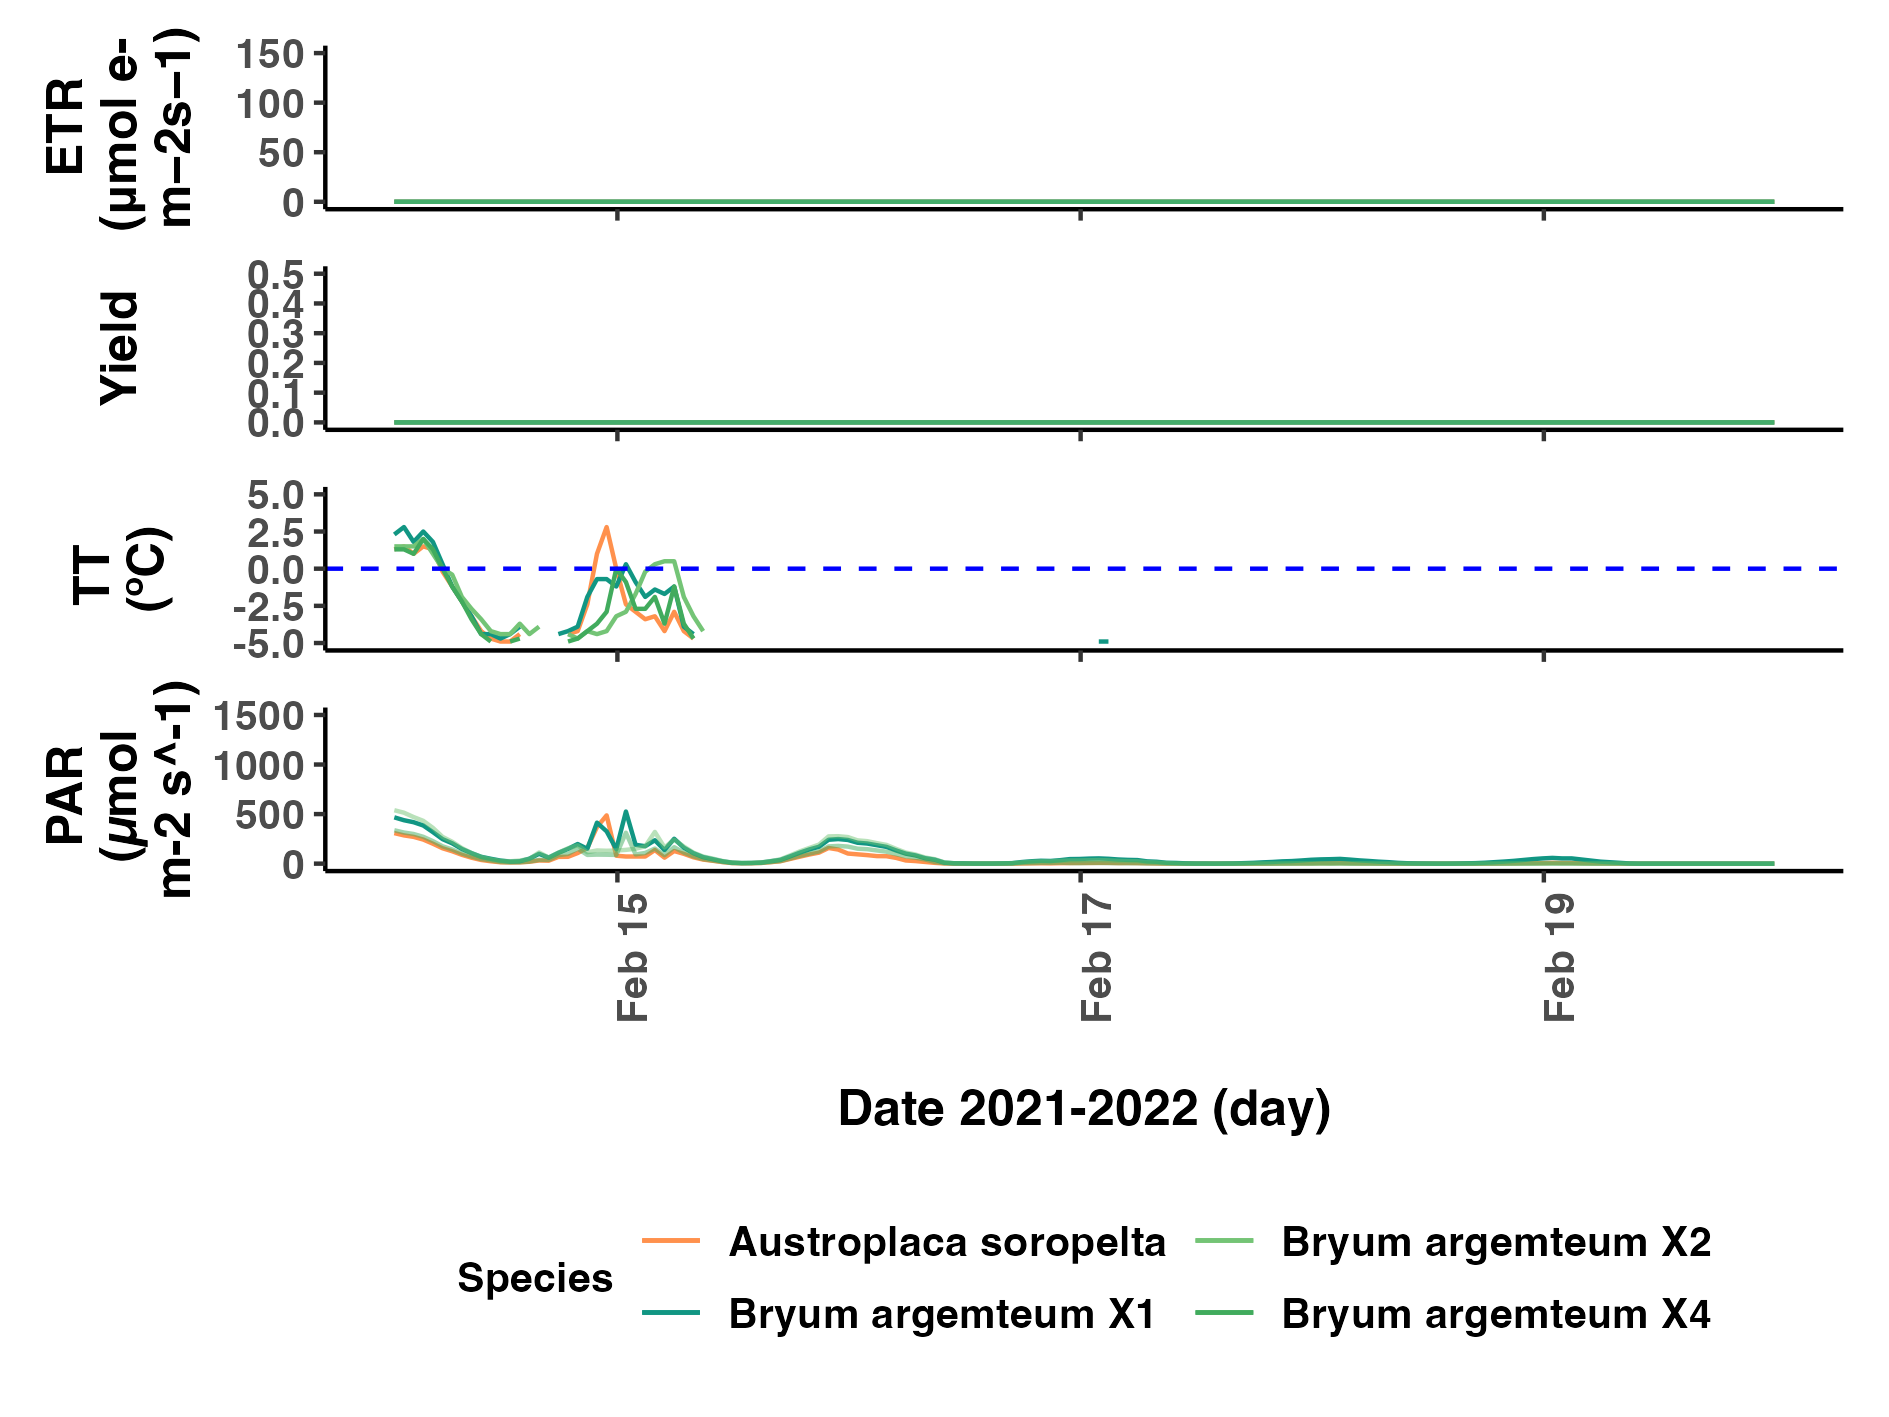 ETR
(µmol e-
m−2s−1)
150
100
50
0
Yield
0.5
0.4
0.3
0.2
0.1
0.0
TT
(ºC)
5.0
2.5
0.0
-2.5
-5.0
PAR
(µmol
m-2 s^-1)
1500
1000
500
0
Feb 15
Feb 17
Feb 19
Date 2021-2022 (day)
Species
Austroplaca soropelta
Bryum argemteum X2
Bryum argemteum X1
Bryum argemteum X4